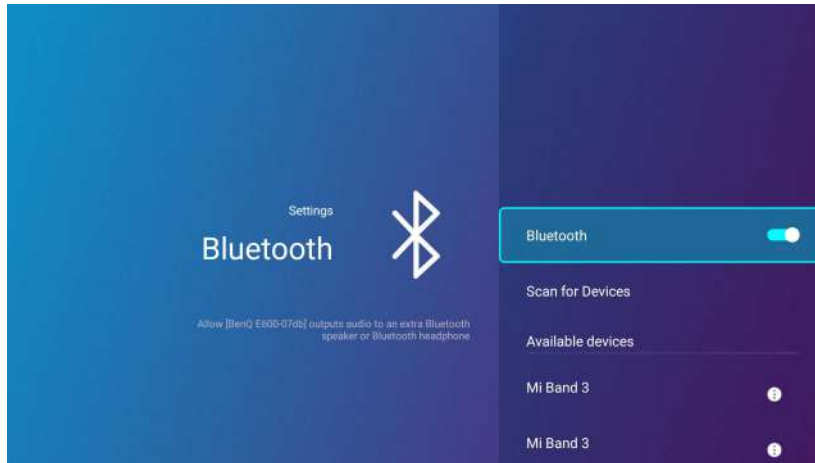 Settings
Bluetooth
Allow [BenQ E600-07db] outputs audio to an extra Bluetooth
speaker or Bluetooth headphone
Bluetooth
Scan for Devices
Available devices
Mi Band 3
Mi Band 3